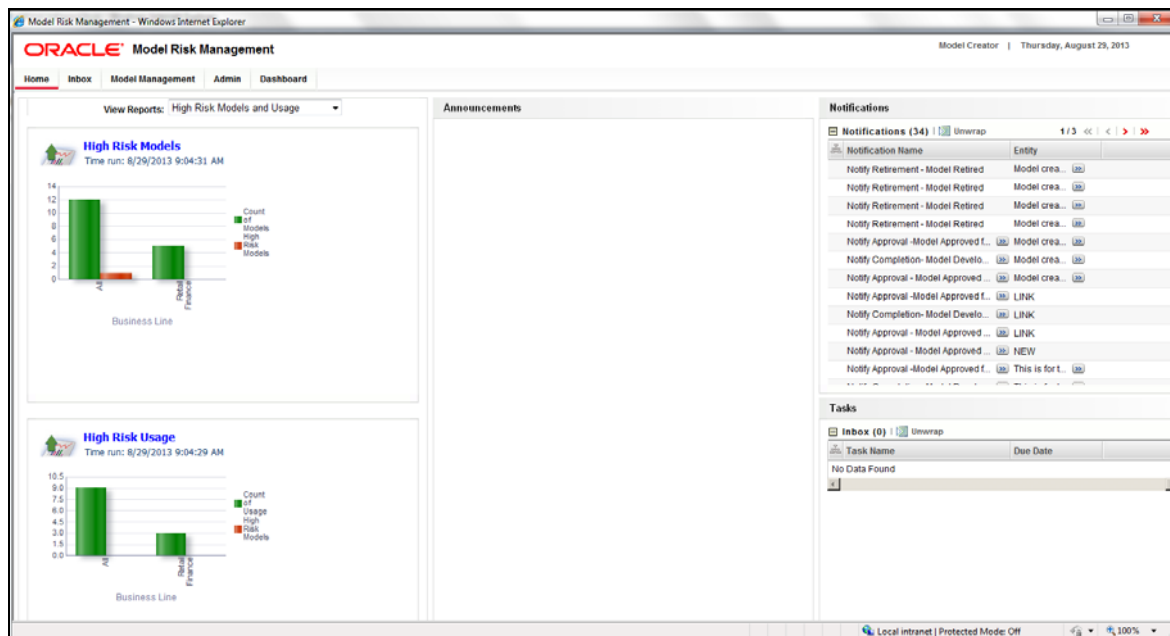 Model Risk Management - Windows Internet Explorer
ORACLE Model Risk Management
Model Creator | Thursday, August 29, 2013
Home Inbox Model Management Admin Dashboard
View Reports: High Risk Models and Usage
High Risk Models
Time run: 8/29/2013 9:04:31 AM
14
12
10
8
6
4
2
0
All
Retail
Finance
Count
of
Models
High
Risk
Models
Business Line
High Risk Usage
Time run: 8/29/2013 9:04:29 AM
10.5
9.0
7.5
6.0
4.5
3.0
1.5
0.0
All
Retail
Finance
Count
of
Usage
High
Risk
Models
Business Line
Announcements
Notifications
Notifications (34) | Unwrap 1/3
Notification Name Entity
Notify Retirement - Model Retired Model crea...
Notify Retirement - Model Retired Model crea...
Notify Retirement - Model Retired Model crea...
Notify Retirement - Model Retired Model crea...
Notify Approval -Model Approved f... Model crea...
Notify Completion- Model Develo... Model crea...
Notify Approval - Model Approved ... Model crea...
Notify Approval -Model Approved f... LINK
Notify Completion- Model Develo... LINK
Notify Approval - Model Approved ... LINK
Notify Approval - Model Approved ... NEW
Notify Approval -Model Approved f... This is for t...
Tasks
Inbox (0) | Unwrap
Task Name Due Date
No Data Found
Local intranet | Protected Mode: Off 100%